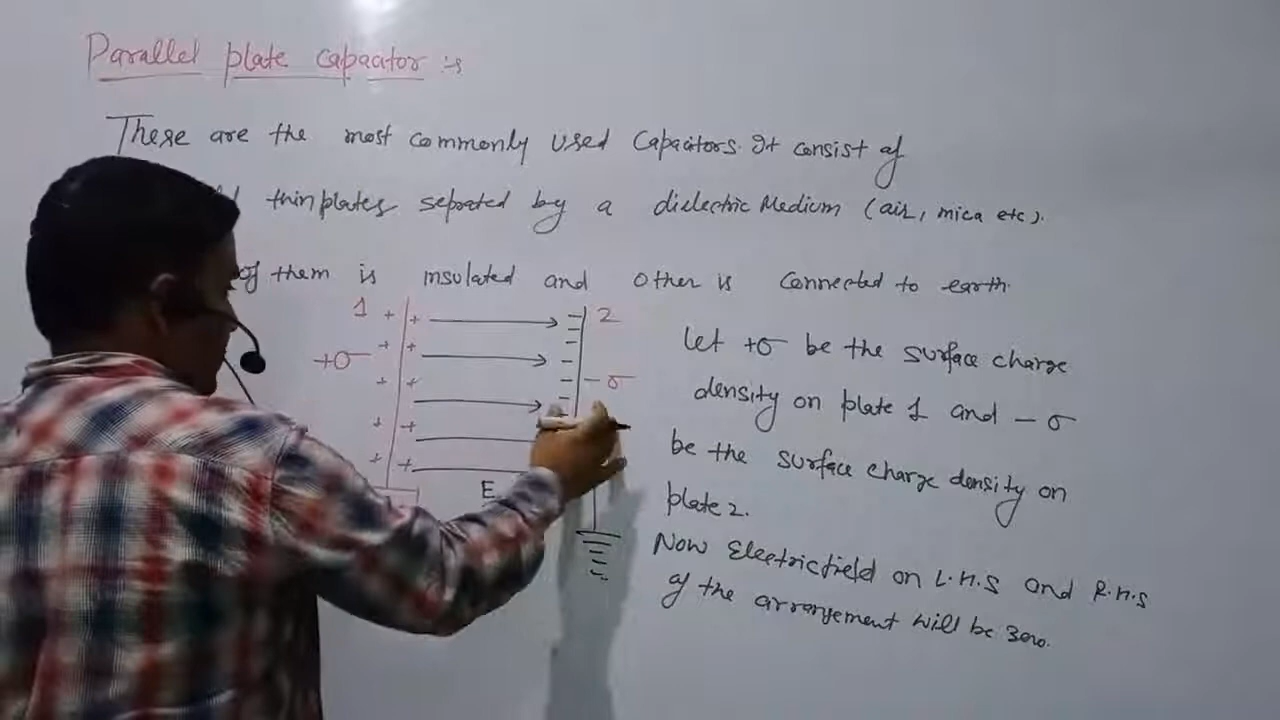 Parallel plate capacitor :-
These are the most commonly used Capacitors. It consist of
thin plates seprated by a dielectric Medium (air, mica etc).
of them is insulated and other is connected to earth.
1 + + 2
+σ
- σ
E
Let +σ be the surface charge
density on plate 1 and - σ
be the surface charge density on
plate 2.
Now Electric field on L.H.S and R.H.S
of the arrangement will be zero.